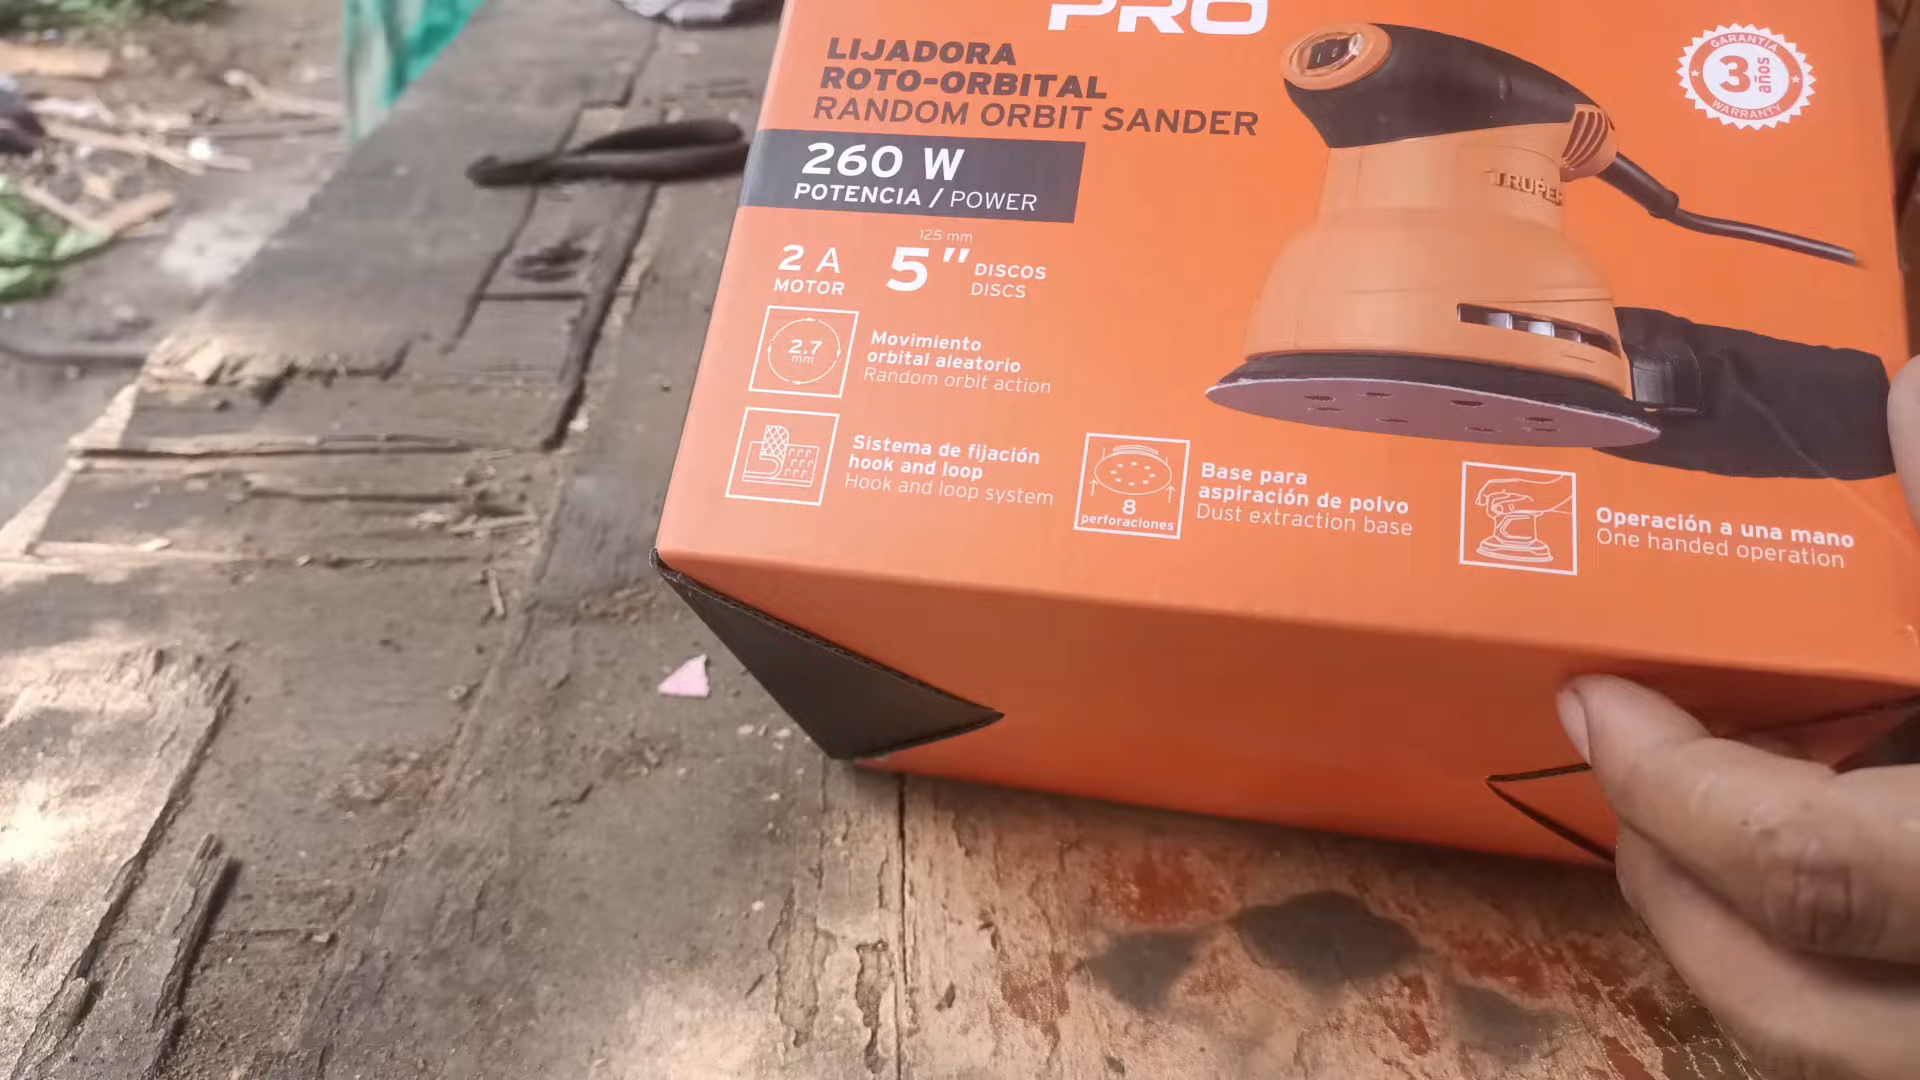 PRO
LIJADORA
ROTO-ORBITAL
RANDOM ORBIT SANDER
260 W
POTENCIA / POWER
125 mm
2 A
MOTOR
5"
DISCOS
DISCS
2.7
mm
Movimiento
orbital aleatorio
Random orbit action
Sistema de fijación
hook and loop
Hook and loop system
8
perforaciones
Base para
aspiración de polvo
Dust extraction base
Operación a una mano
One handed operation
TRUPER
GARANTÍA
3 años
WARRANTY